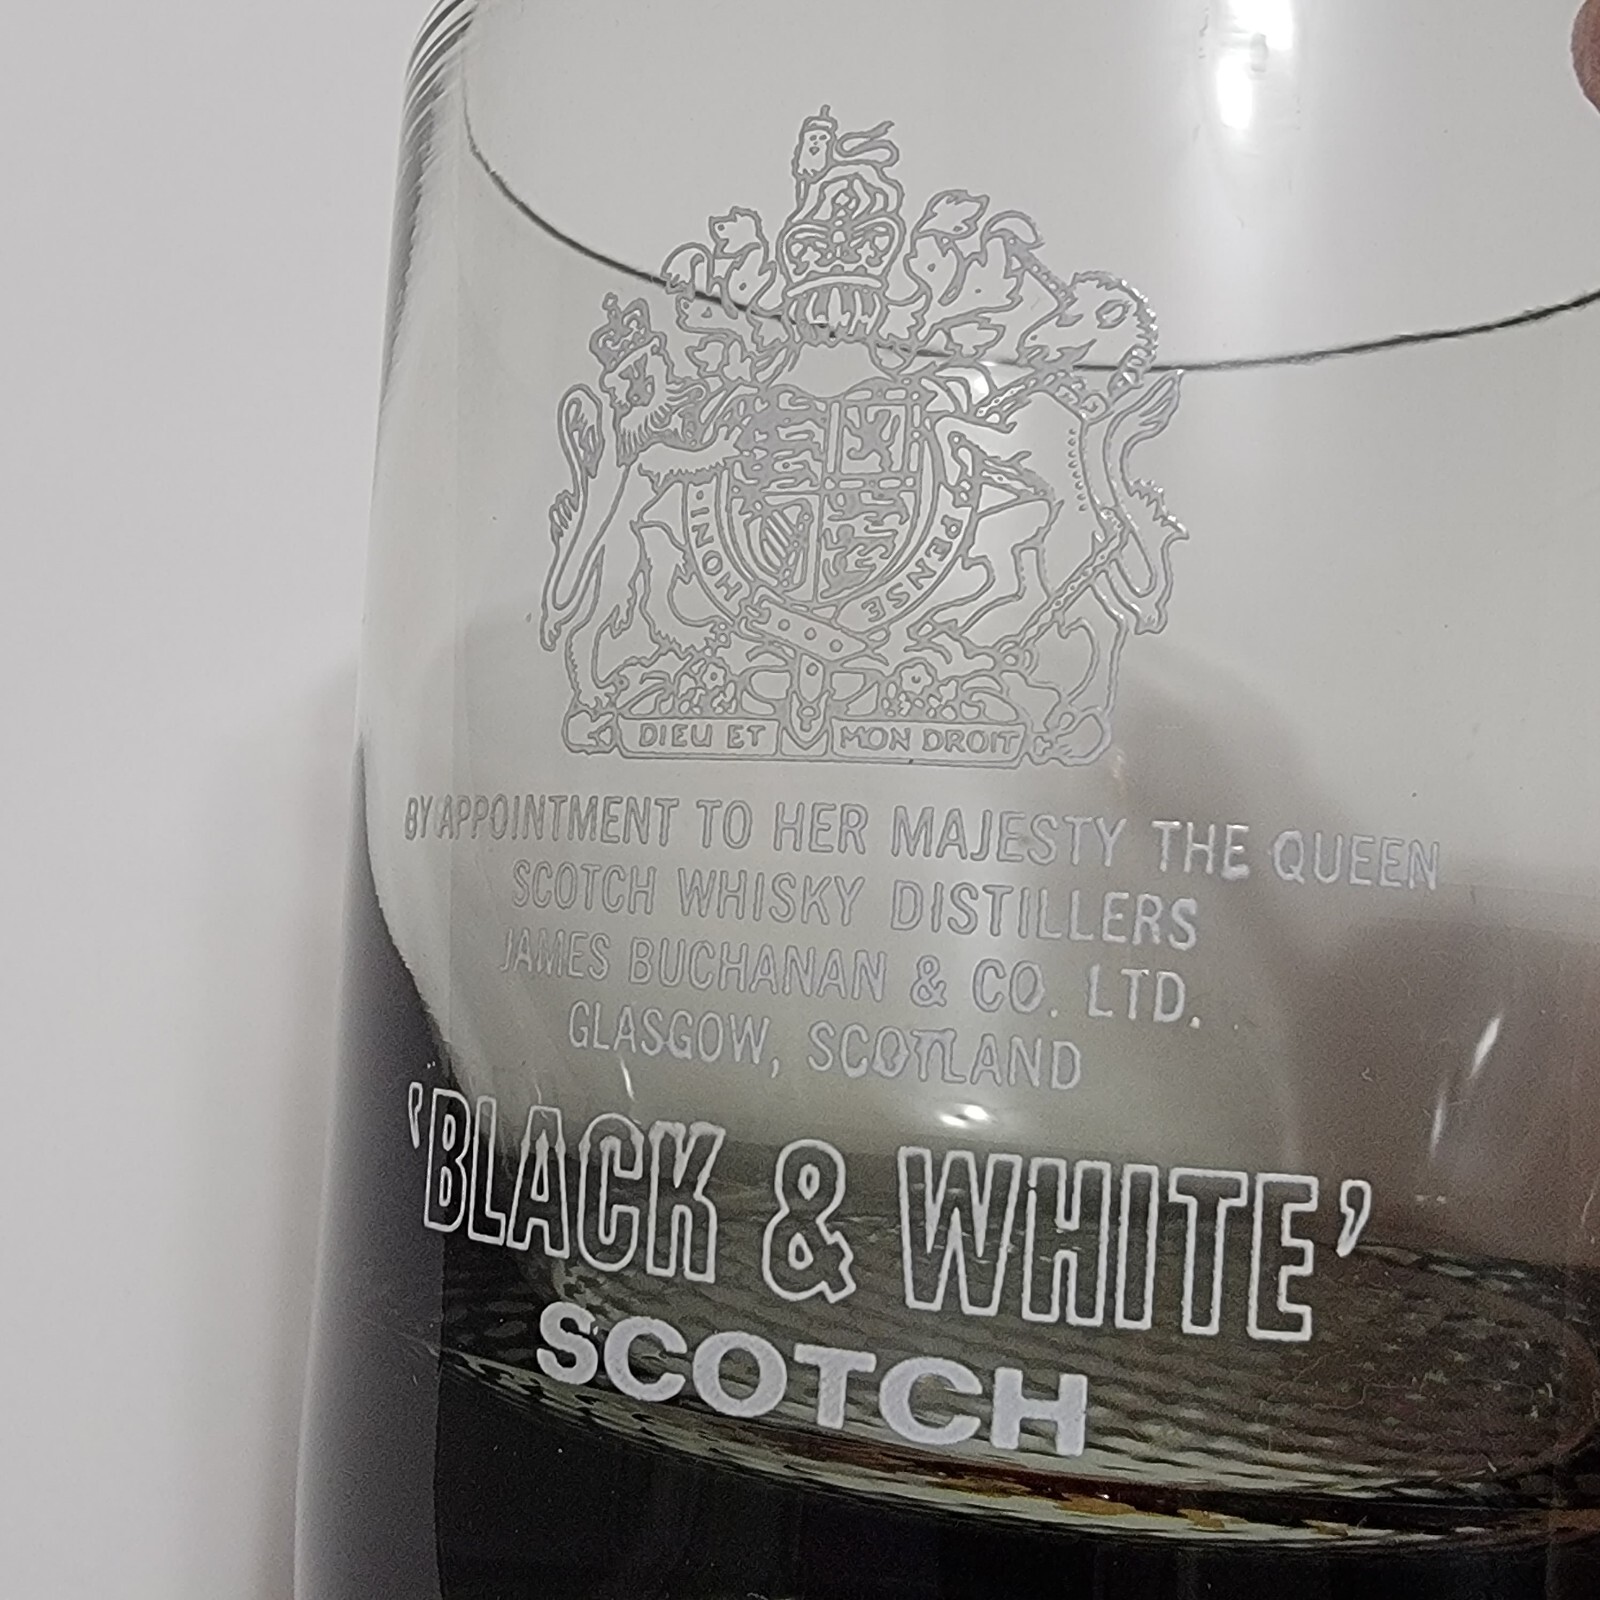 HONI PENSE
DIEU ET MON DROIT
BY APPOINTMENT TO HER MAJESTY THE QUEEN
SCOTCH WHISKY DISTILLERS
JAMES BUCHANAN & CO. LTD.
GLASGOW, SCOTLAND
'BLACK & WHITE'
SCOTCH